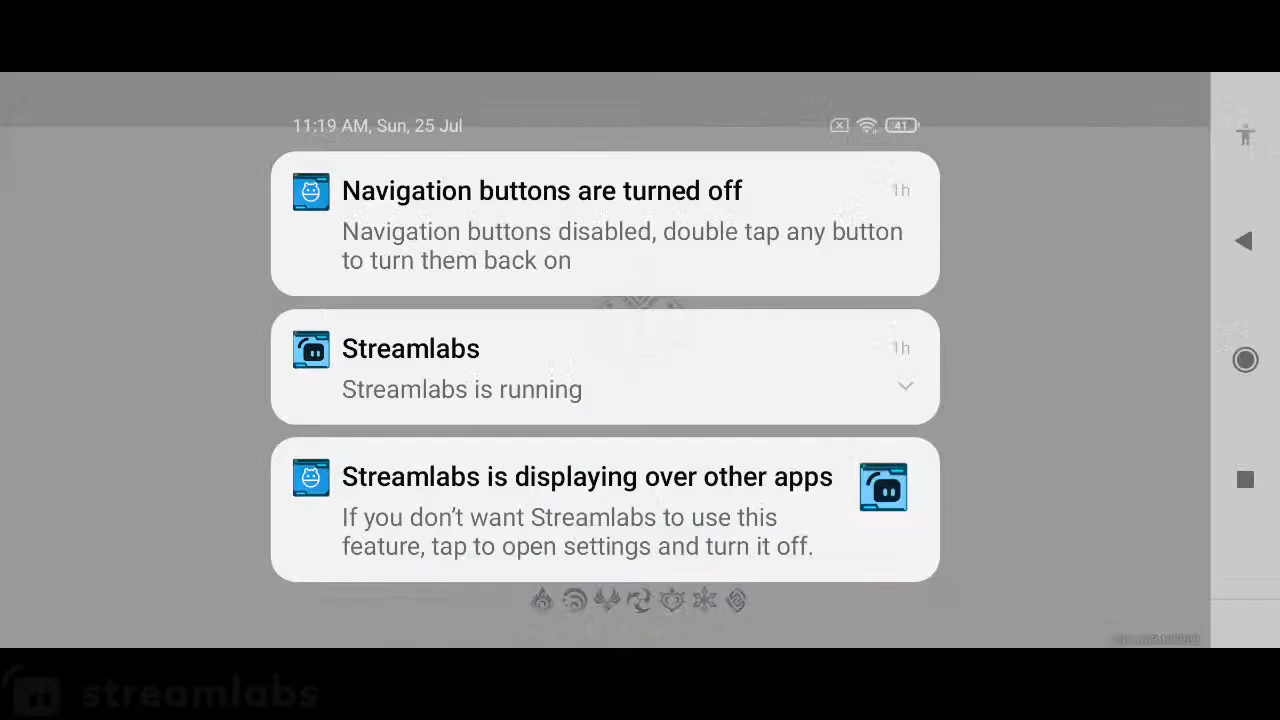 11:19 AM, Sun, 25 Jul
41
Navigation buttons are turned off
1h
Navigation buttons disabled, double tap any button
to turn them back on
Streamlabs
1h
Streamlabs is running
Streamlabs is displaying over other apps
If you don't want Streamlabs to use this
feature, tap to open settings and turn it off.
streamlabs